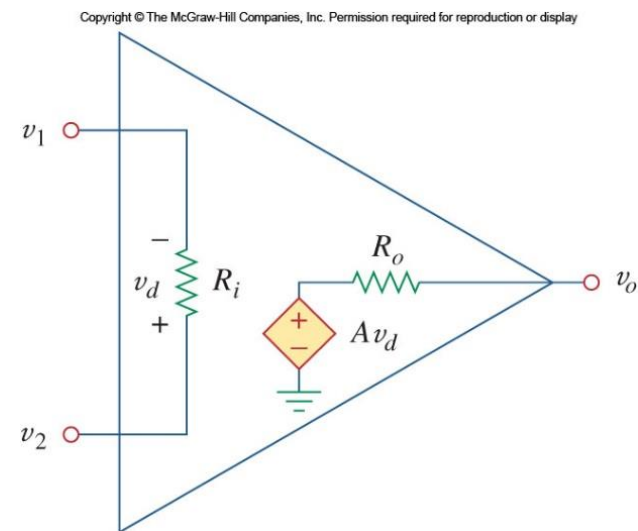 Copyright © The McGraw-Hill Companies, Inc. Permission required for reproduction or display
v1
−
vd
Ri
+
v2
Ro
+
−
Avd
vo